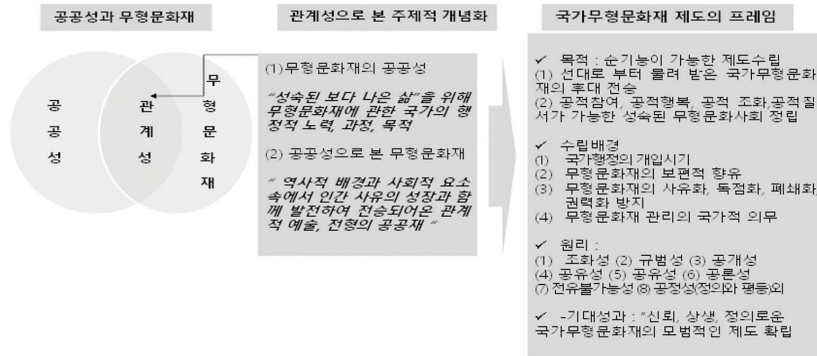 공공성과 무형문화재
공공성
관계성
무형문화재
관계성으로 본 주제적 개념화
(1)무형문화재의 공공성
“성숙된 보다 나은 삶”을 위해
무형문화재에 관한 국가의 행
정적 노력, 과정, 목적
(2) 공공성으로 본 무형문화재
“ 역사적 배경과 사회적 요소
속에서 인간 사유의 성장과 함
께 발전하여 전승되어온 관계
적 예술, 전형의 공공재 ”
국가무형문화재 제도의 프레임
✓ 목적 : 순기능이 가능한 제도수립
(1) 선대로 부터 물려 받은 국가무형문화
재의 후대 전승
(2) 공적참여, 공적행복, 공적 조화,공적질
서가 가능한 성숙된 무형문화사회 정립
✓ 수립배경
(1) 국가행정의 개입시기
(2) 무형문화재의 보편적 향유
(3) 무형문화재의 사유화, 독점화, 폐쇄화,
권력화 방지
(4) 무형문화재 관리의 국가적 의무
✓ 원리 :
(1) 조화성 (2) 규범성 (3) 공개성
(4) 공유성 (5) 공유성 (6) 공론성
(7) 전유불가능성 (8) 공정성(정의와 평등)외
✓ -기대성과 : “신뢰, 상생, 정의로운
국가무형문화재의 모범적인 제도 확립